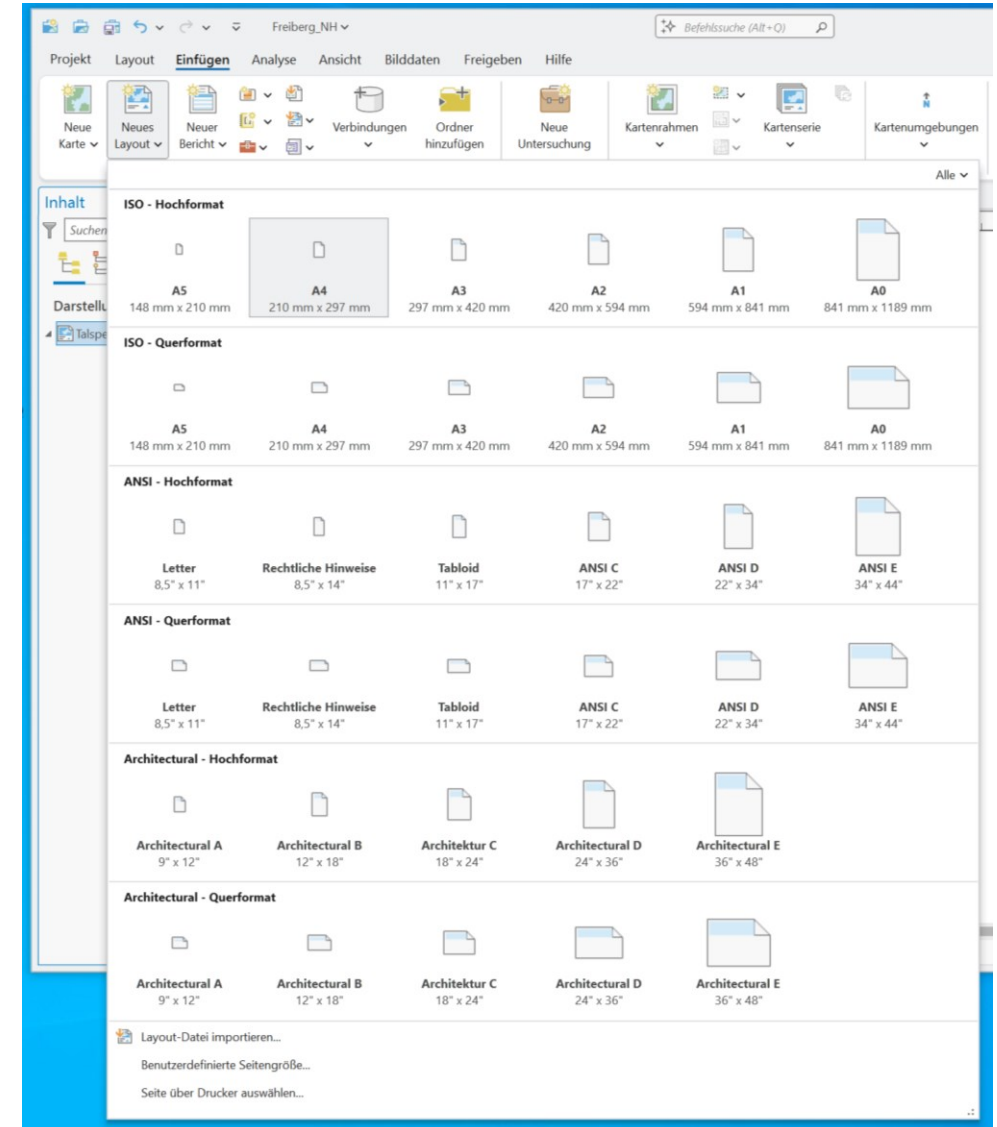 Freiberg_NH
Befehlssuche (Alt+Q)
Projekt Layout Einfügen Analyse Ansicht Bilddaten Freigeben Hilfe
Neue Karte
Neues Layout
Neuer Bericht
Verbindungen
Ordner hinzufügen
Neue Untersuchung
Kartenrahmen
Kartenserie
N
Kartenumgebungen
Alle
Inhalt
Suchen
ISO - Hochformat
A5 A4 A3 A2 A1 A0
148 mm x 210 mm 210 mm x 297 mm 297 mm x 420 mm 420 mm x 594 mm 594 mm x 841 mm 841 mm x 1189 mm
Darstellu
Talspe
ISO - Querformat
A5 A4 A3 A2 A1 A0
148 mm x 210 mm 210 mm x 297 mm 297 mm x 420 mm 420 mm x 594 mm 594 mm x 841 mm 841 mm x 1189 mm
ANSI - Hochformat
Letter Rechtliche Hinweise Tabloid ANSI C ANSI D ANSI E
8,5" x 11" 8,5" x 14" 11" x 17" 17" x 22" 22" x 34" 34" x 44"
ANSI - Querformat
Letter Rechtliche Hinweise Tabloid ANSI C ANSI D ANSI E
8,5" x 11" 8,5" x 14" 11" x 17" 17" x 22" 22" x 34" 34" x 44"
Architectural - Hochformat
Architectural A Architectural B Architektur C Architectural D Architectural E
9" x 12" 12" x 18" 18" x 24" 24" x 36" 36" x 48"
Architectural - Querformat
Architectural A Architectural B Architektur C Architectural D Architectural E
9" x 12" 12" x 18" 18" x 24" 24" x 36" 36" x 48"
Layout-Datei importieren...
Benutzerdefinierte Seitengröße...
Seite über Drucker auswählen...